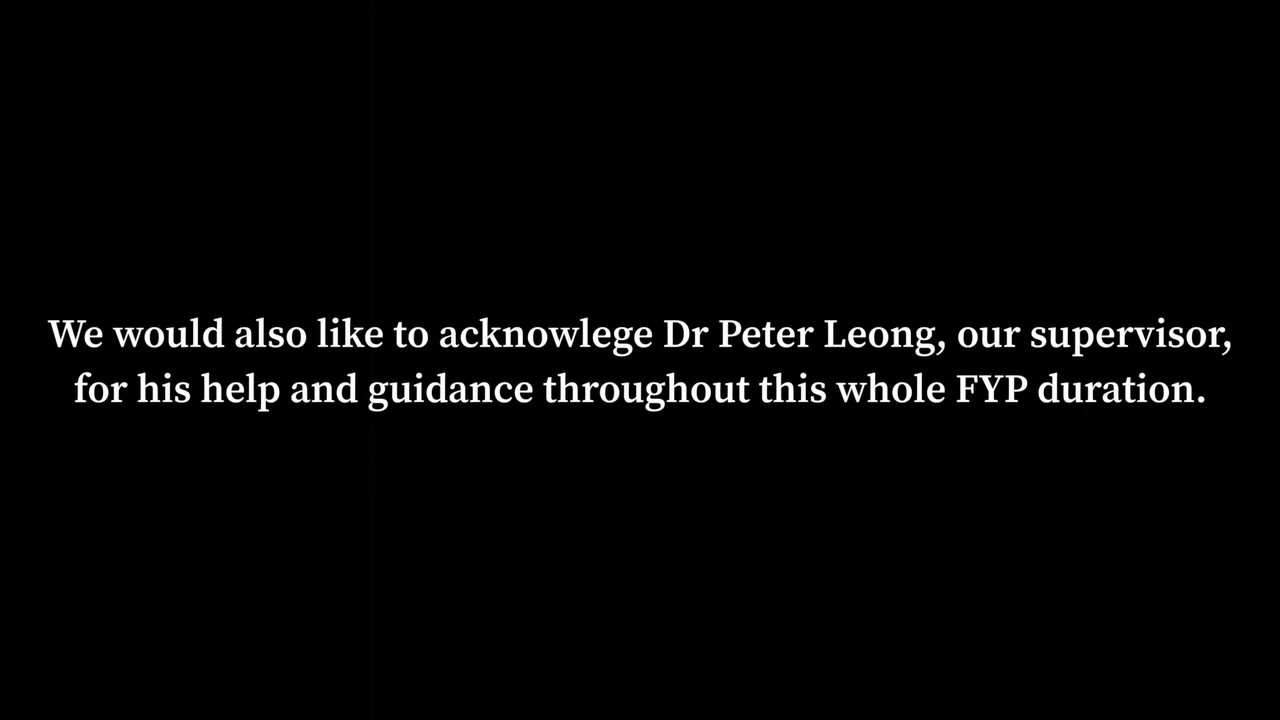 We would also like to acknowlege Dr Peter Leong, our supervisor,
for his help and guidance throughout this whole FYP duration.